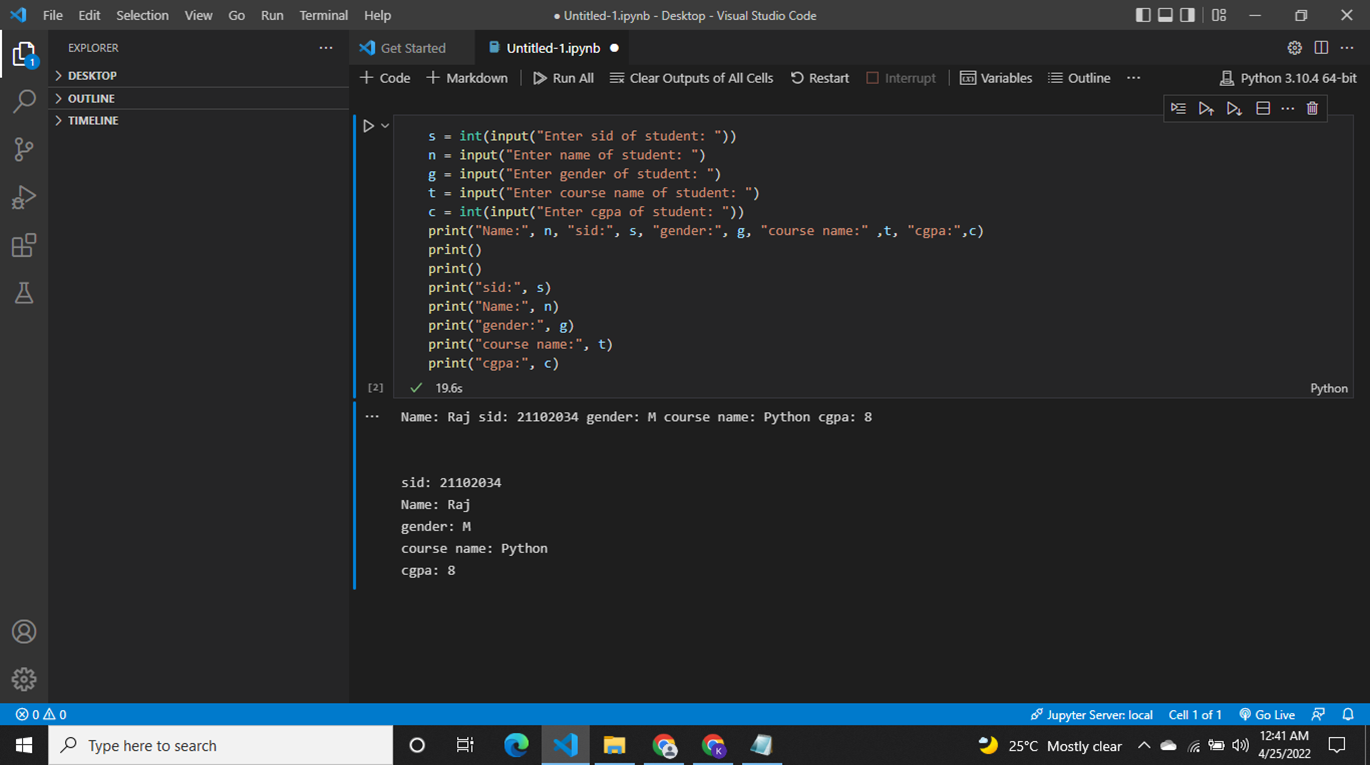 File Edit Selection View Go Run Terminal Help ● Untitled-1.ipynb - Desktop - Visual Studio Code
EXPLORER
Get Started Untitled-1.ipynb
DESKTOP
OUTLINE
TIMELINE
Code Markdown Run All Clear Outputs of All Cells Restart Interrupt Variables Outline Python 3.10.4 64-bit
1
s = int(input("Enter sid of student: "))
n = input("Enter name of student: ")
g = input("Enter gender of student: ")
t = input("Enter course name of student: ")
c = int(input("Enter cgpa of student: "))
print("Name:", n, "sid:", s, "gender:", g, "course name:" ,t, "cgpa:",c)
print()
print()
print("sid:", s)
print("Name:", n)
print("gender:", g)
print("course name:", t)
print("cgpa:", c)
[2] 19.6s Python
Name: Raj sid: 21102034 gender: M course name: Python cgpa: 8
sid: 21102034
Name: Raj
gender: M
course name: Python
cgpa: 8
0 0 Jupyter Server: local Cell 1 of 1 Go Live
Type here to search K 25°C Mostly clear 12:41 AM
4/25/2022